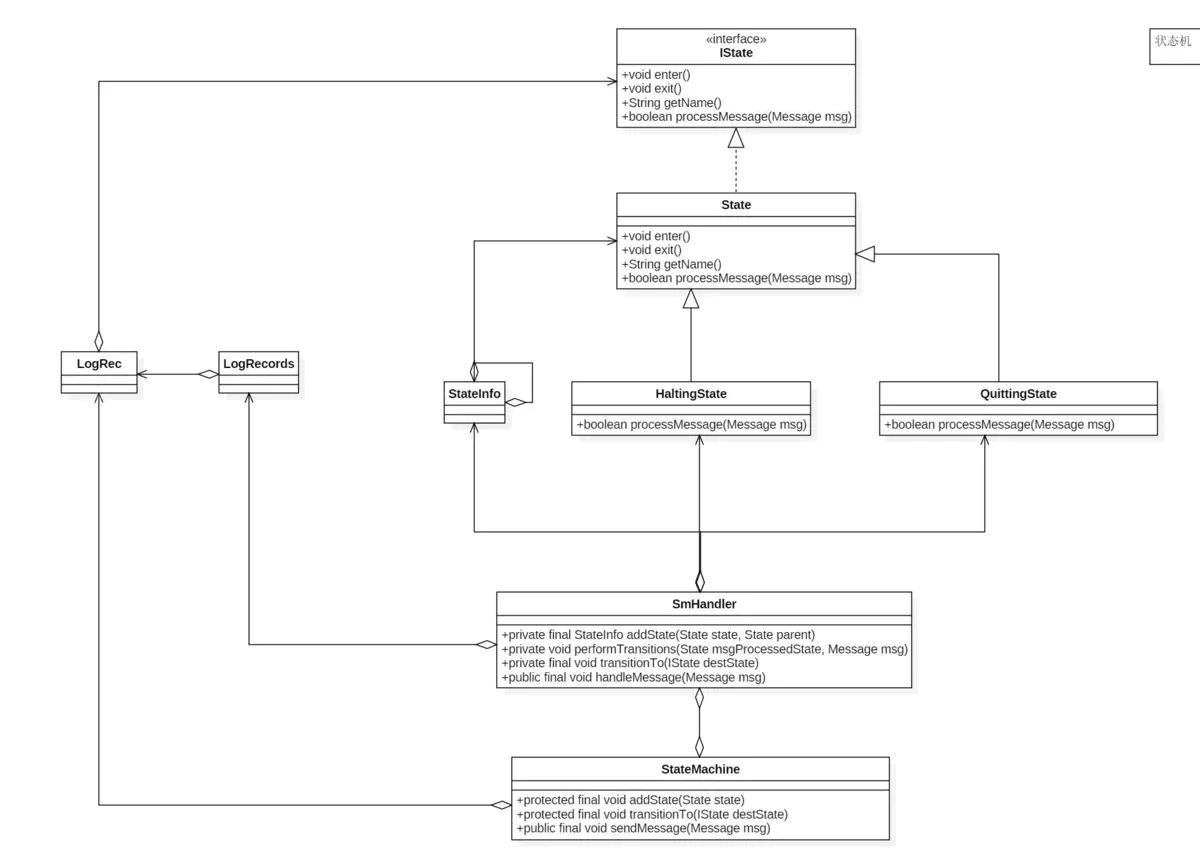 «interface»
IState
+void enter()
+void exit()
+String getName()
+boolean processMessage(Message msg)
状态机
State
+void enter()
+void exit()
+String getName()
+boolean processMessage(Message msg)
LogRec
LogRecords
StateInfo
HaltingState
+boolean processMessage(Message msg)
QuittingState
+boolean processMessage(Message msg)
SmHandler
+private final StateInfo addState(State state, State parent)
+private void performTransitions(State msgProcessedState, Message msg)
+private final void transitionTo(IState destState)
+public final void handleMessage(Message msg)
StateMachine
+protected final void addState(State state)
+protected final void transitionTo(IState destState)
+public final void sendMessage(Message msg)